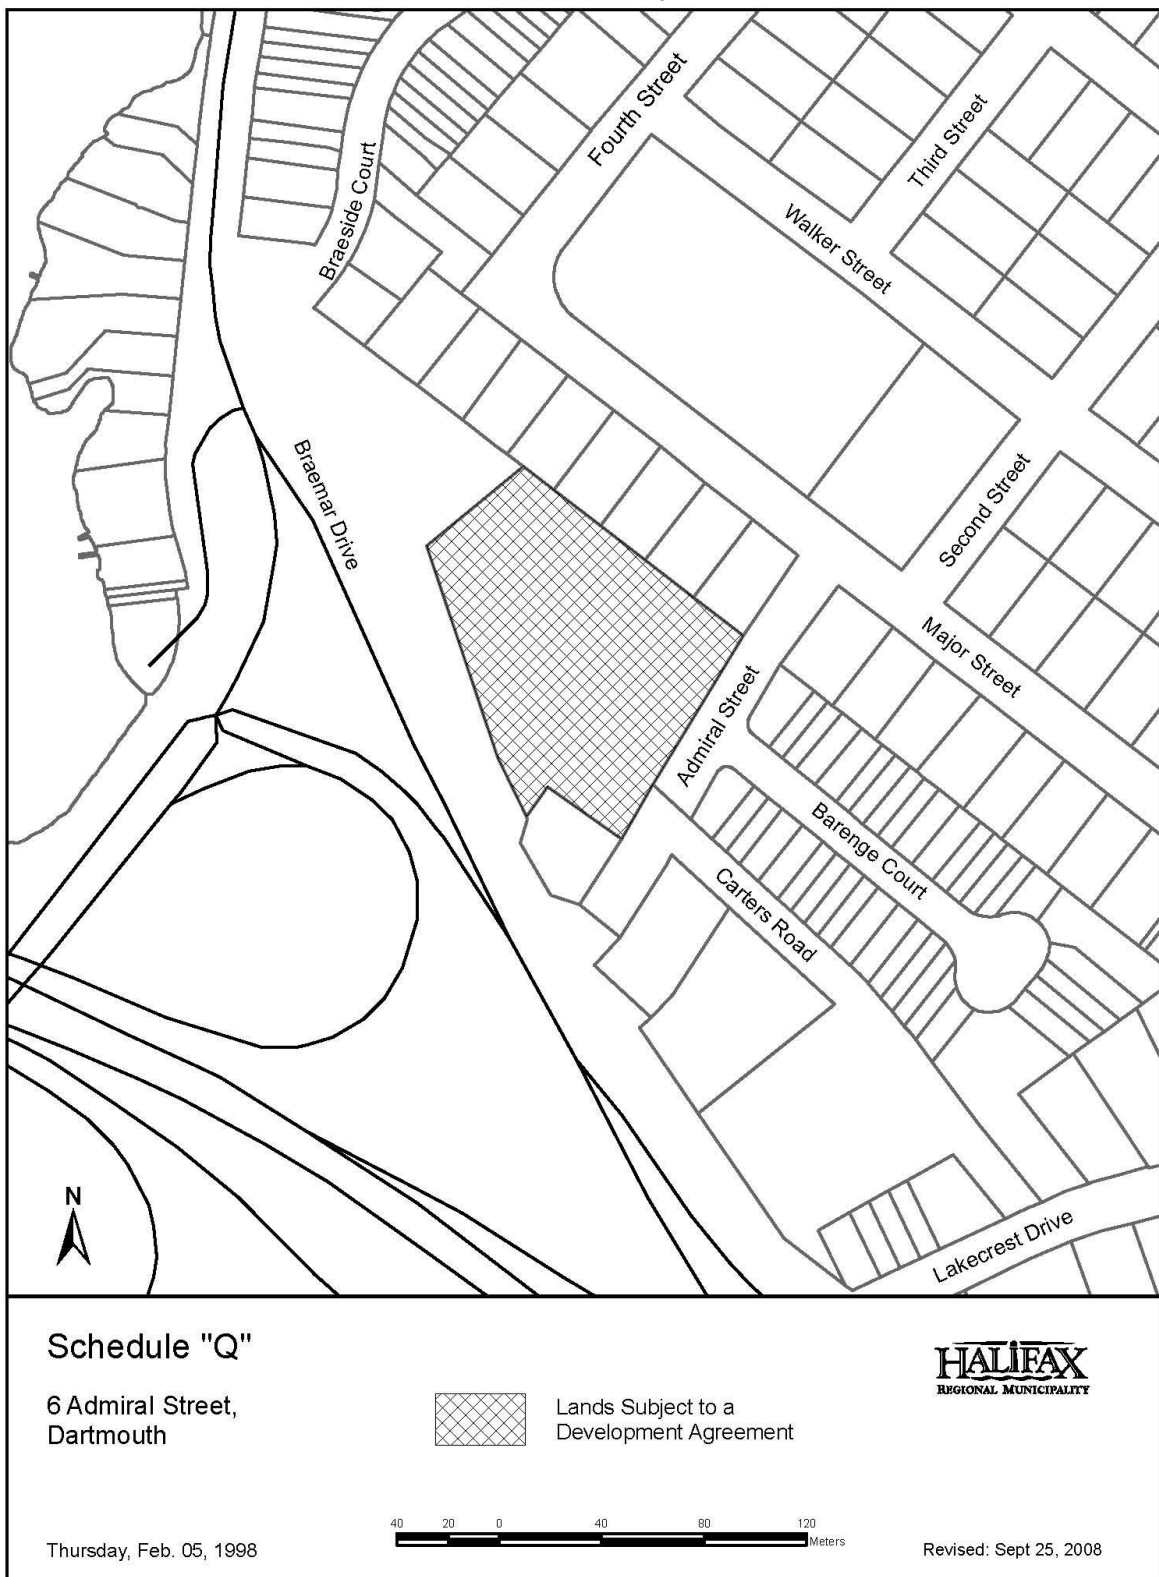 Fourth Street
Third Street
Braeside Court
Walker Street
Braemar Drive
Second Street
Major Street
Admiral Street
Barenge Court
Carters Road
N
Lakecrest Drive
Schedule "Q"
HALIFAX
REGIONAL MUNICIPALITY
6 Admiral Street,
Dartmouth
Lands Subject to a
Development Agreement
40 20 0 40 80 120
Meters
Thursday, Feb. 05, 1998
Revised: Sept 25, 2008